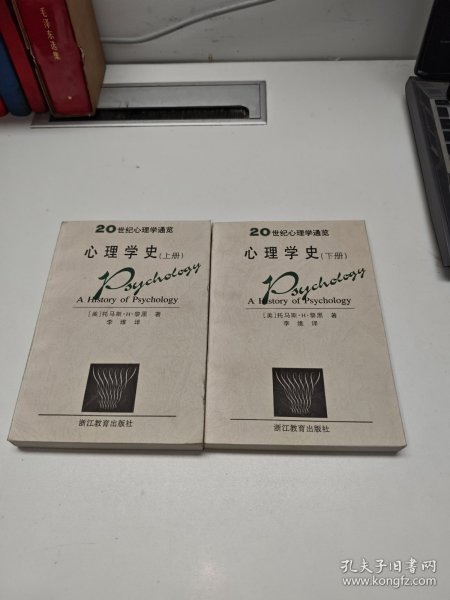 毛泽东选集
20世纪心理学通览
心理学史(上册)
Psychology
A History of Psychology
[美]托马斯·H·黎黑 著
李维 译
浙江教育出版社
20世纪心理学通览
心理学史(下册)
Psychology
A History of Psychology
[美]托马斯·H·黎黑 著
李维 译
浙江教育出版社
孔夫子旧书网
www.kongfz.com